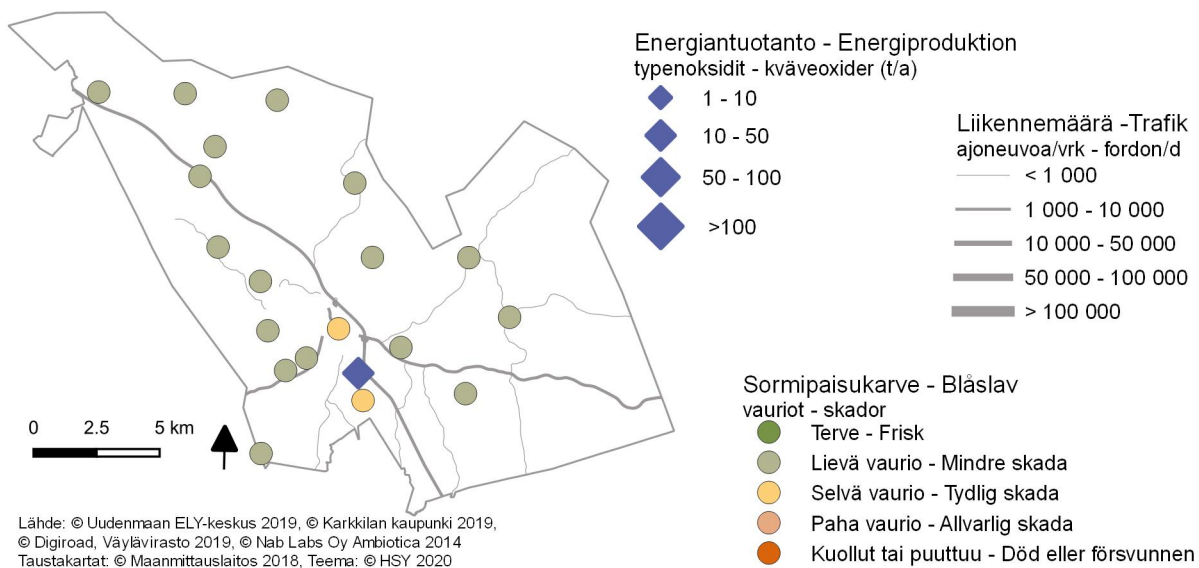 Energiantuotanto - Energiproduktion
typenoksidit - kväveoxider (t/a)
1 - 10
10 - 50
50 - 100
>100
Liikennemäärä -Trafik
ajoneuvoa/vrk - fordon/d
< 1 000
1 000 - 10 000
10 000 - 50 000
50 000 - 100 000
> 100 000
Sormipaisukarve - Blåslav
vauriot - skador
Terve - Frisk
Lievä vaurio - Mindre skada
Selvä vaurio - Tydlig skada
Paha vaurio - Allvarlig skada
Kuollut tai puuttuu - Död eller försvunnen
0 2.5 5 km
Lähde: © Uudenmaan ELY-keskus 2019, © Karkkilan kaupunki 2019,
© Digiroad, Väylävirasto 2019, © Nab Labs Oy Ambiotica 2014
Taustakartat: © Maanmittauslaitos 2018, Teema: © HSY 2020